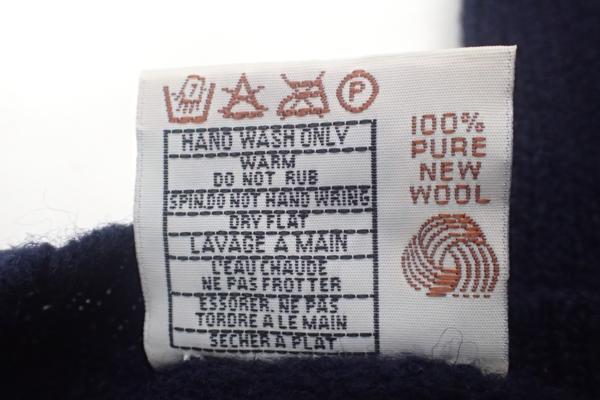 7
P
HAND WASH ONLY
WARM
DO NOT RUB
SPIN.DO NOT HAND WRING
DRY FLAT
LAVAGE A MAIN
L'EAU CHAUDE
NE PAS FROTTER
ESSORER. NE PAS
TORDRE A LE MAIN
SECHER A PLAT
100%
PURE
NEW
WOOL